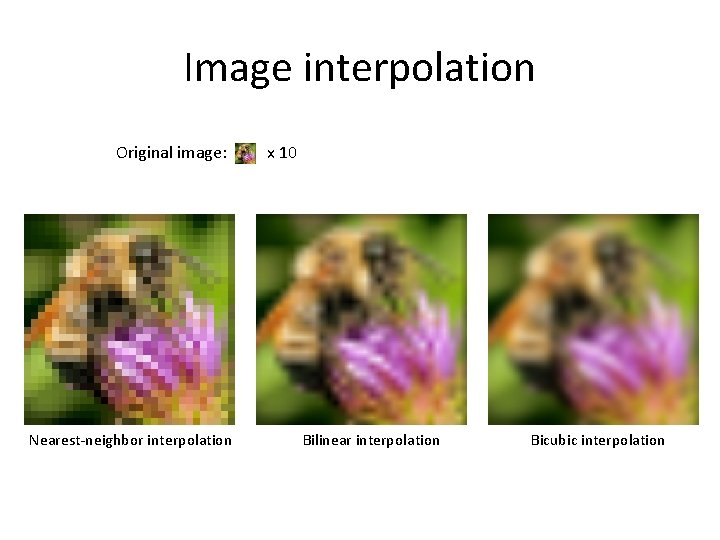 Image interpolation
Original image: x 10
Nearest-neighbor interpolation
Bilinear interpolation
Bicubic interpolation